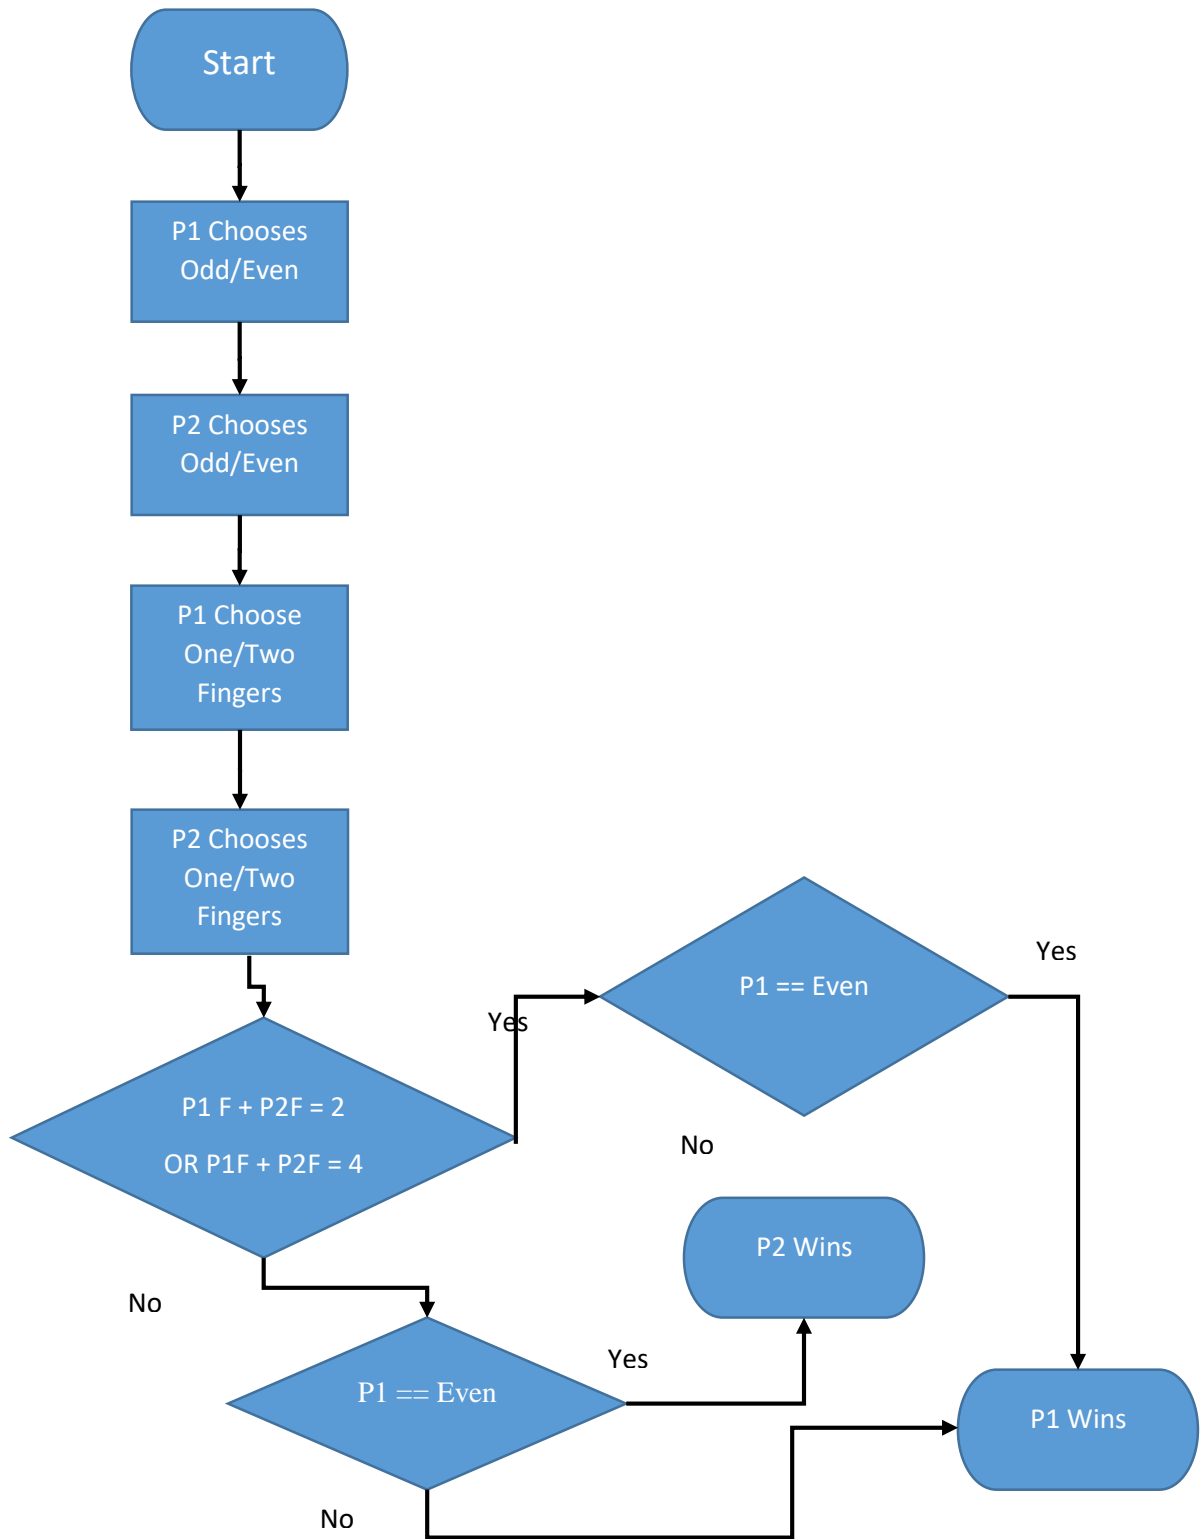 Start
P1 Chooses
Odd/Even
P2 Chooses
Odd/Even
P1 Choose
One/Two
Fingers
P2 Chooses
One/Two
Fingers
P1 == Even
Yes
Yes
P1 F + P2F = 2
OR P1F + P2F = 4
No
P2 Wins
No
Yes
P1 == Even
P1 Wins
No